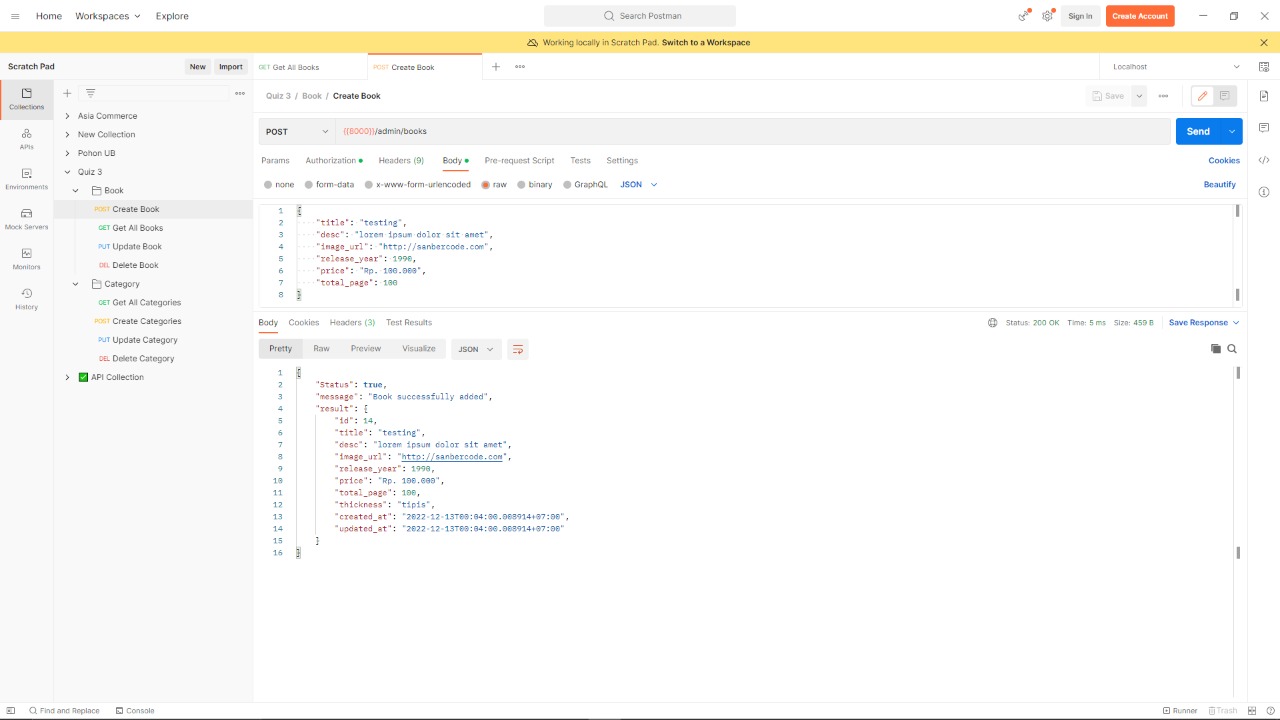 Home Workspaces Explore Search Postman Sign In Create Account
Working locally in Scratch Pad. Switch to a Workspace
Scratch Pad New Import GET Get All Books POST Create Book Localhost
Collections
APIs
Environments
Mock Servers
Monitors
History
Asia Commerce
New Collection
Pohon UB
Quiz 3
Book
POST Create Book
GET Get All Books
PUT Update Book
DEL Delete Book
Category
GET Get All Categories
POST Create Categories
PUT Update Category
DEL Delete Category
API Collection
Quiz 3 / Book / Create Book Save
POST {{8000}}/admin/books Send
Params Authorization Headers (9) Body Pre-request Script Tests Settings Cookies
none form-data x-www-form-urlencoded raw binary GraphQL JSON Beautify
1 {
2 "title": "testing",
3 "desc": "lorem ipsum dolor sit amet",
4 "image_url": "http://sanbercode.com",
5 "release_year": 1990,
6 "price": "Rp. 100.000",
7 "total_page": 100
8 }
Body Cookies Headers (3) Test Results Status: 200 OK Time: 5 ms Size: 459 B Save Response
Pretty Raw Preview Visualize JSON
1 {
2 "Status": true,
3 "message": "Book successfully added",
4 "result": {
5 "id": 14,
6 "title": "testing",
7 "desc": "lorem ipsum dolor sit amet",
8 "image_url": "http://sanbercode.com",
9 "release_year": 1990,
10 "price": "Rp. 100.000",
11 "total_page": 100,
12 "thickness": "tipis",
13 "created_at": "2022-12-13T00:04:00.008914+07:00",
14 "updated_at": "2022-12-13T00:04:00.008914+07:00"
15 }
16 }
Find and Replace Console Runner Trash